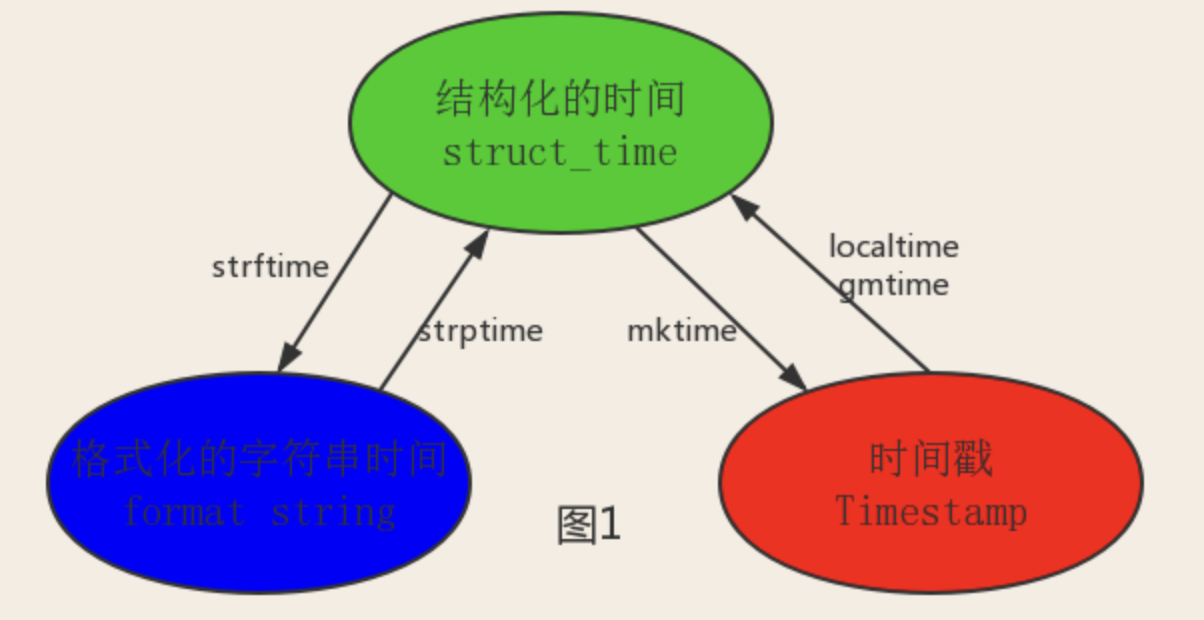 结构化的时间
struct_time
strftime
localtime
gmtime
strptime
mktime
格式化的字符串时间
format string
时间戳
Timestamp
图1